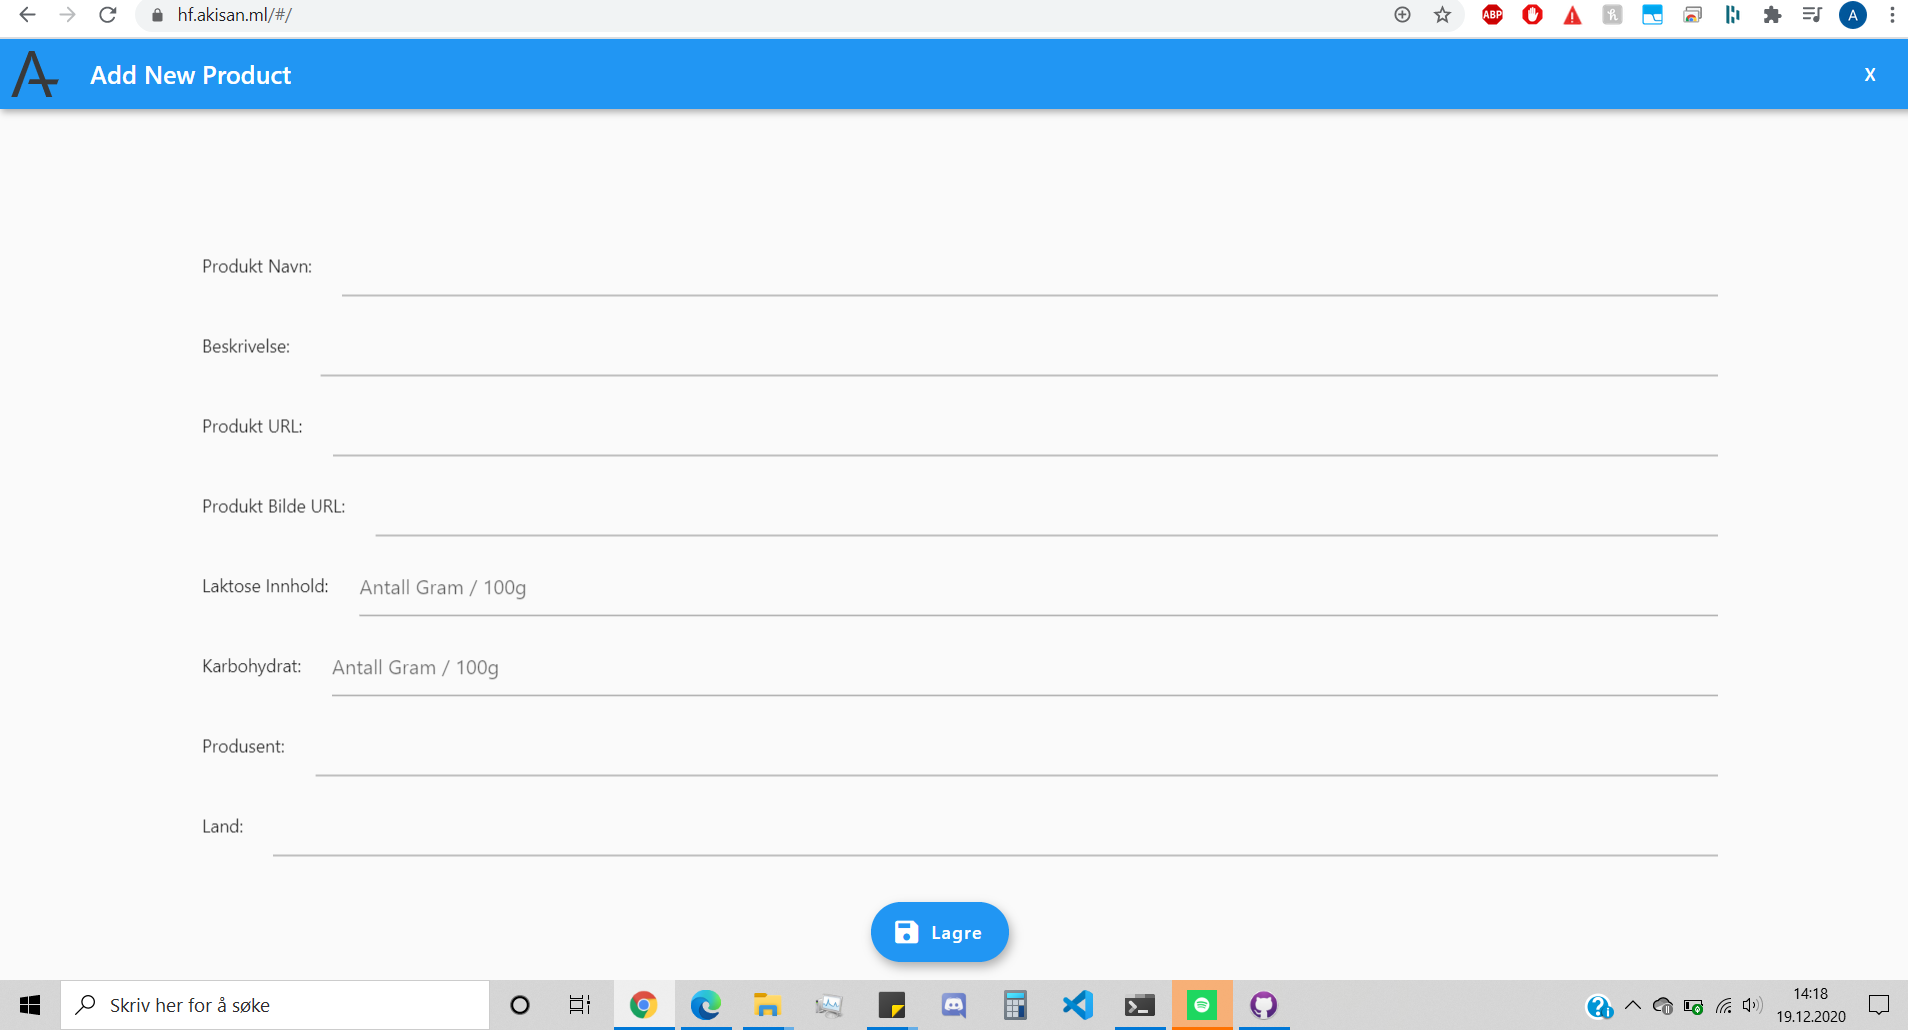 hf.akisan.ml/#/
ABP
A
Add New Product
X
Produkt Navn:
Beskrivelse:
Produkt URL:
Produkt Bilde URL:
Laktose Innhold: Antall Gram / 100g
Karbohydrat: Antall Gram / 100g
Produsent:
Land:
Lagre
Skriv her for å søke
14:18
19.12.2020